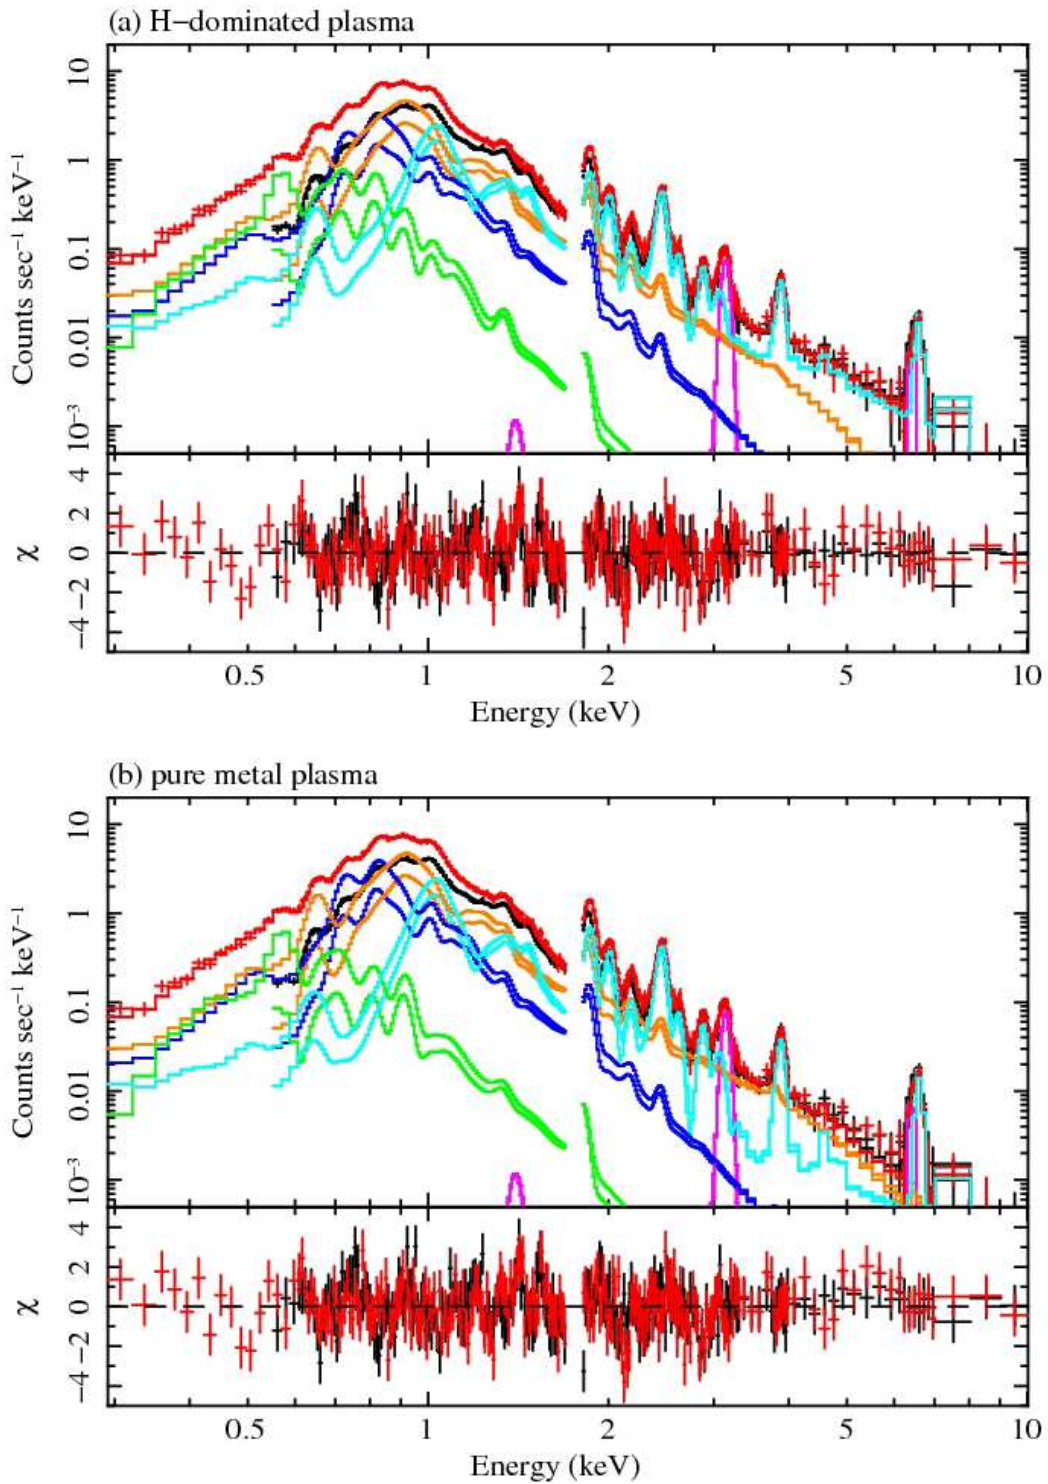 (a) H−dominated plasma
Counts sec⁻¹ keV⁻¹
10
1
0.1
0.01
10⁻³
χ
4
2
0
−2
−4
0.5 1 2 5 10
Energy (keV)
(b) pure metal plasma
Counts sec⁻¹ keV⁻¹
10
1
0.1
0.01
10⁻³
χ
4
2
0
−2
−4
0.5 1 2 5 10
Energy (keV)